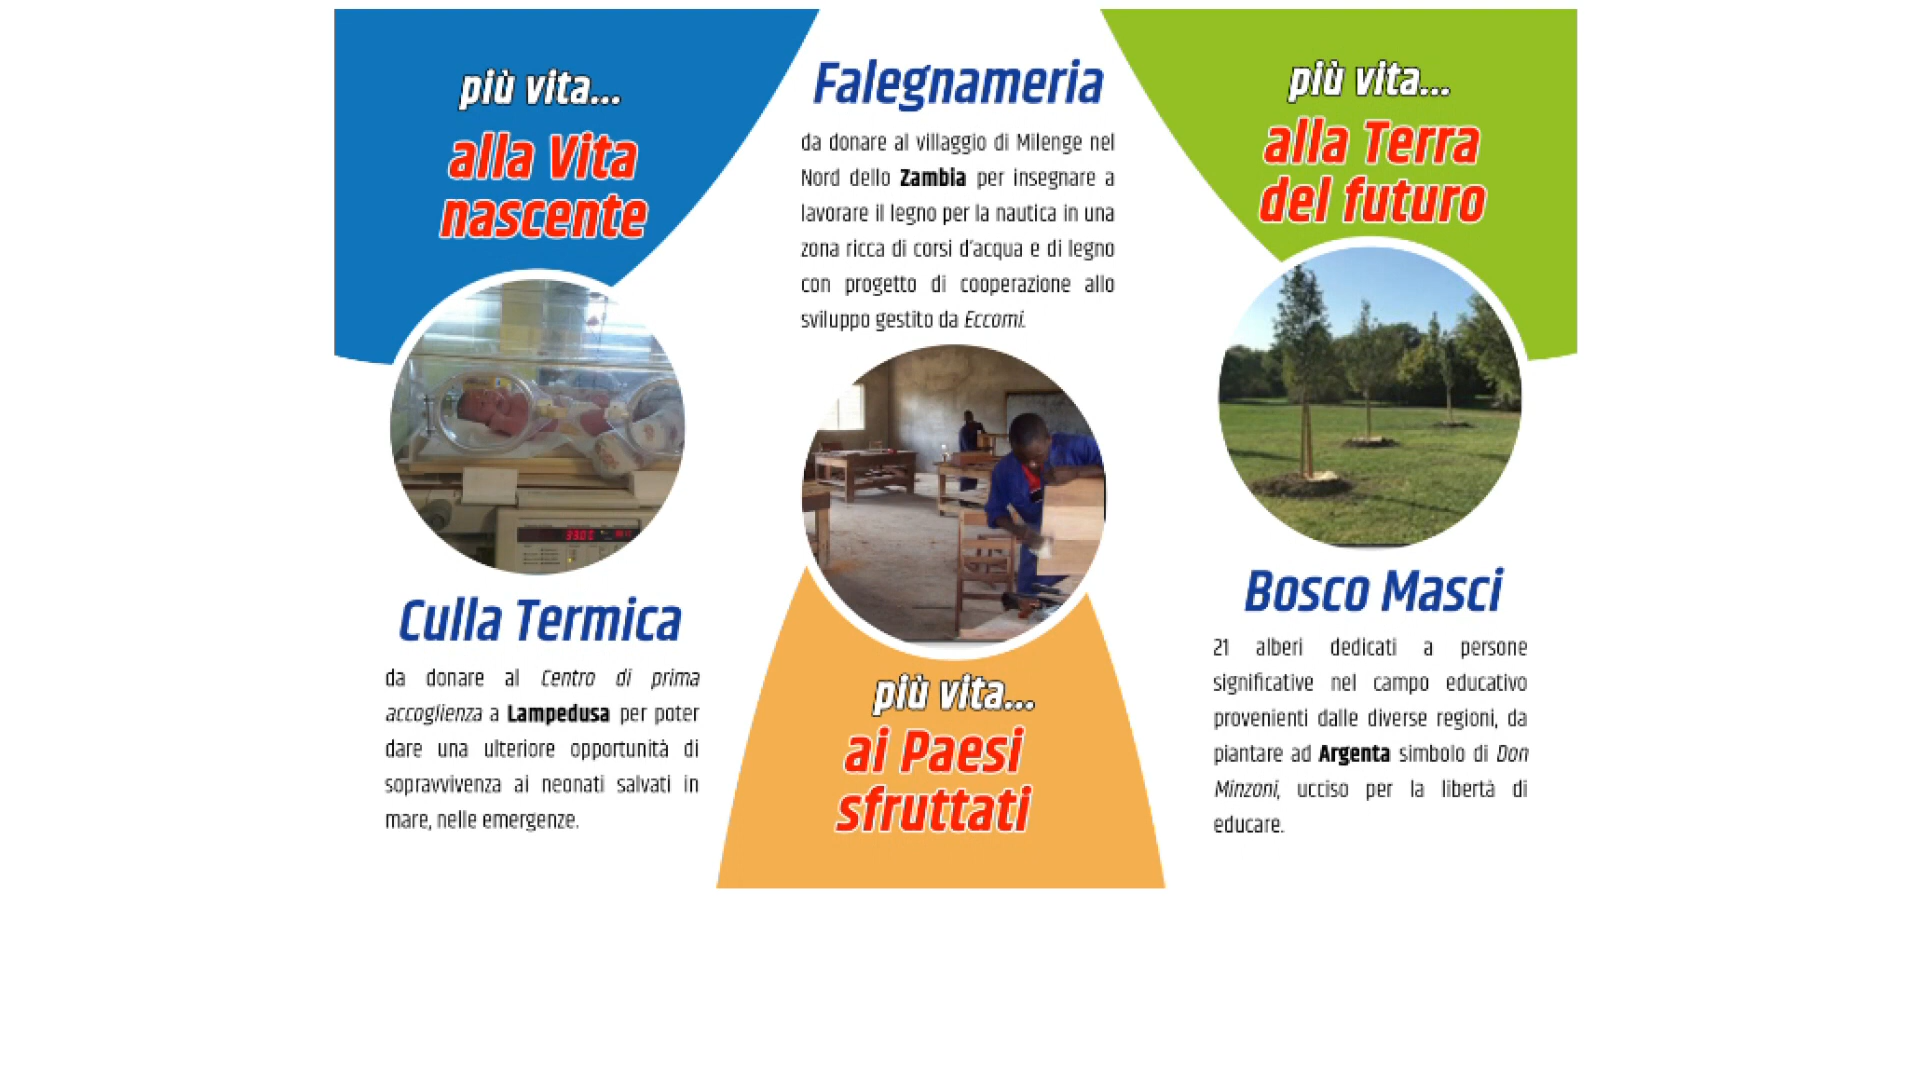 più vita...
alla Vita
nascente
Culla Termica
da donare al Centro di prima
accoglienza a Lampedusa per poter
dare una ulteriore opportunità di
sopravvivenza ai neonati salvati in
mare, nelle emergenze.
Falegnameria
da donare al villaggio di Milenge nel
Nord dello Zambia per insegnare a
lavorare il legno per la nautica in una
zona ricca di corsi d'acqua e di legno
con progetto di cooperazione allo
sviluppo gestito da Eccomi.
più vita...
ai Paesi
sfruttati
più vita...
alla Terra
del futuro
Bosco Masci
21 alberi dedicati a persone
significative nel campo educativo
provenienti dalle diverse regioni, da
piantare ad Argenta simbolo di Don
Minzoni, ucciso per la libertà di
educare.